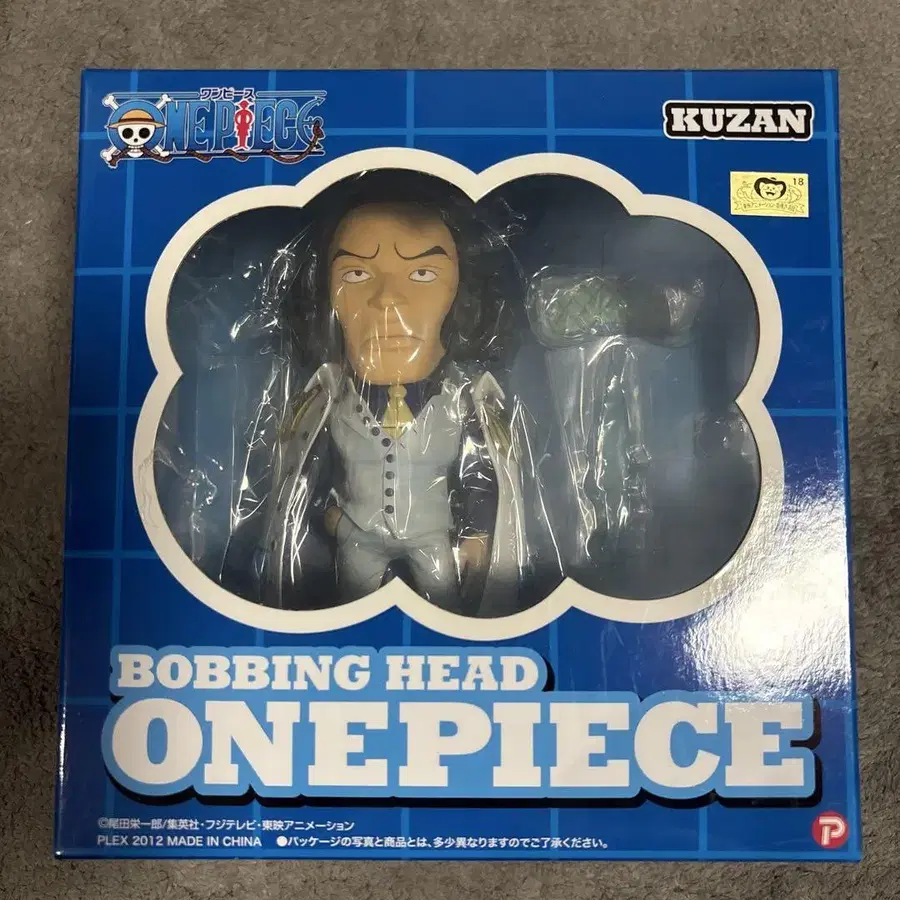 ワンピース
ONE PIECE
KUZAN
18
BOBBING HEAD
ONEPIECE
©尾田栄一郎/集英社・フジテレビ・東映アニメーション
PLEX 2012 MADE IN CHINA ●パッケージの写真と商品とは、多少異なりますのでご了承ください。
P